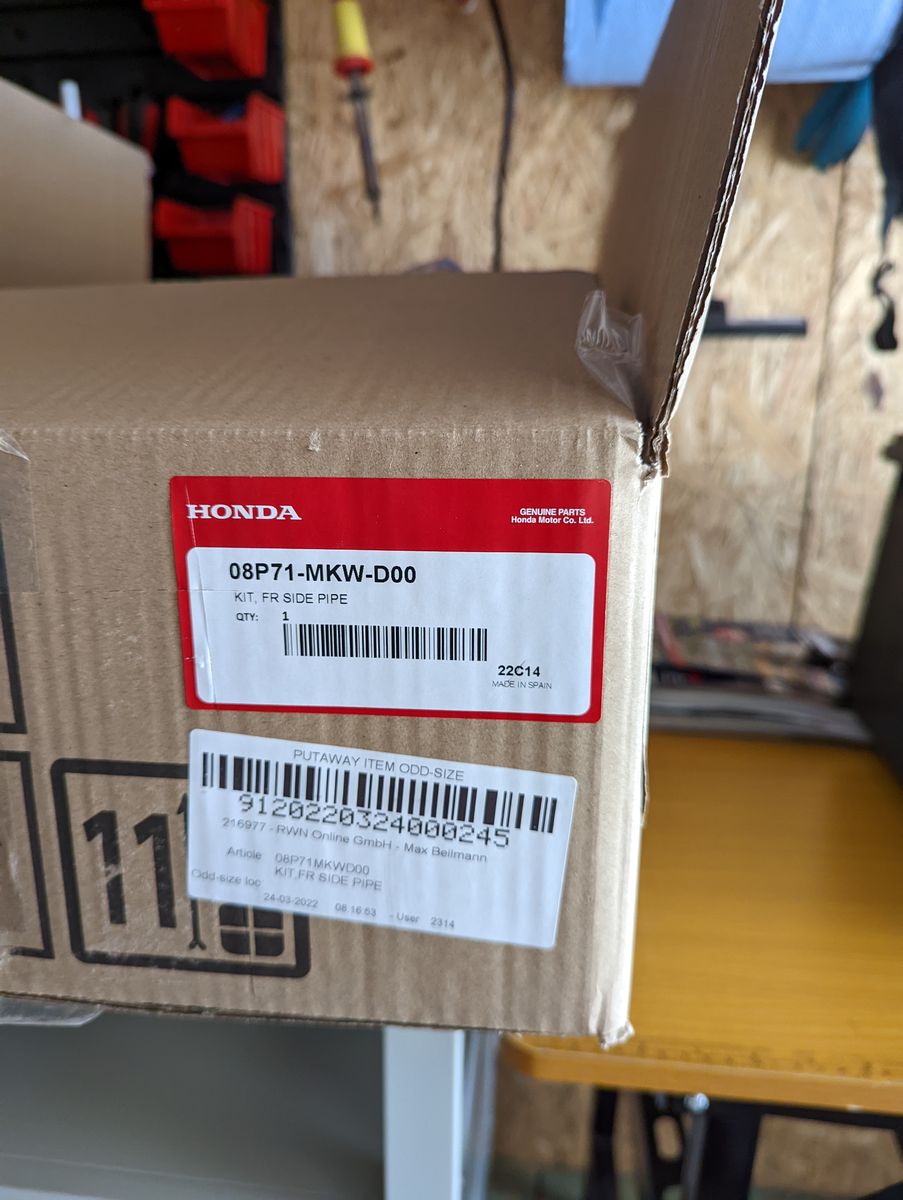 HONDA
GENUINE PARTS
Honda Motor Co. Ltd.
08P71-MKW-D00
KIT, FR SIDE PIPE
QTY: 1
22C14
MADE IN SPAIN
PUTAWAY ITEM ODD-SIZE
9120220324000245
216977 - RWN Online GmbH - Max Beilmann
Article 08P71MKWD00
KIT,FR SIDE PIPE
Odd-size loc
24-03-2022 08:16:53 - User 2314
11